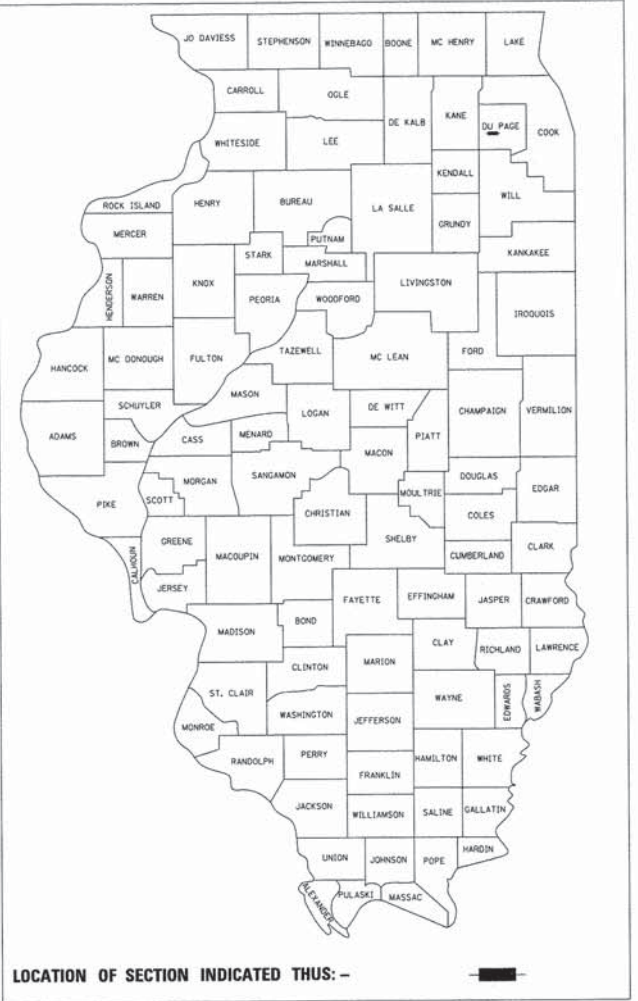 JO DAVIESS STEPHENSON WINNEBAGO BOONE MC HENRY LAKE
CARROLL OGLE DE KALB KANE DU PAGE COOK
WHITESIDE LEE
KENDALL
ROCK ISLAND HENRY BUREAU LA SALLE WILL
MERCER PUTNAM GRUNDY
STARK MARSHALL KANKAKEE
HENDERSON WARREN KNOX PEORIA WOODFORD LIVINGSTON IROQUOIS
HANCOCK MC DONOUGH FULTON TAZEWELL MC LEAN FORD
MASON
SCHUYLER LOGAN DE WITT CHAMPAIGN VERMILION
ADAMS BROWN CASS MENARD PIATT
MACON
MORGAN SANGAMON DOUGLAS
PIKE SCOTT MOULTRIE EDGAR
CHRISTIAN COLES
CALHOUN GREENE MACOUPIN MONTGOMERY SHELBY CUMBERLAND CLARK
JERSEY FAYETTE EFFINGHAM JASPER CRAWFORD
MADISON BOND
CLAY RICHLAND LAWRENCE
CLINTON MARION
ST. CLAIR WAYNE EDWARDS WABASH
WASHINGTON JEFFERSON
MONROE
RANDOLPH PERRY HAMILTON WHITE
FRANKLIN
JACKSON WILLIAMSON SALINE GALLATIN
UNION JOHNSON POPE HARDIN
ALEXANDER PULASKI MASSAC
LOCATION OF SECTION INDICATED THUS: –